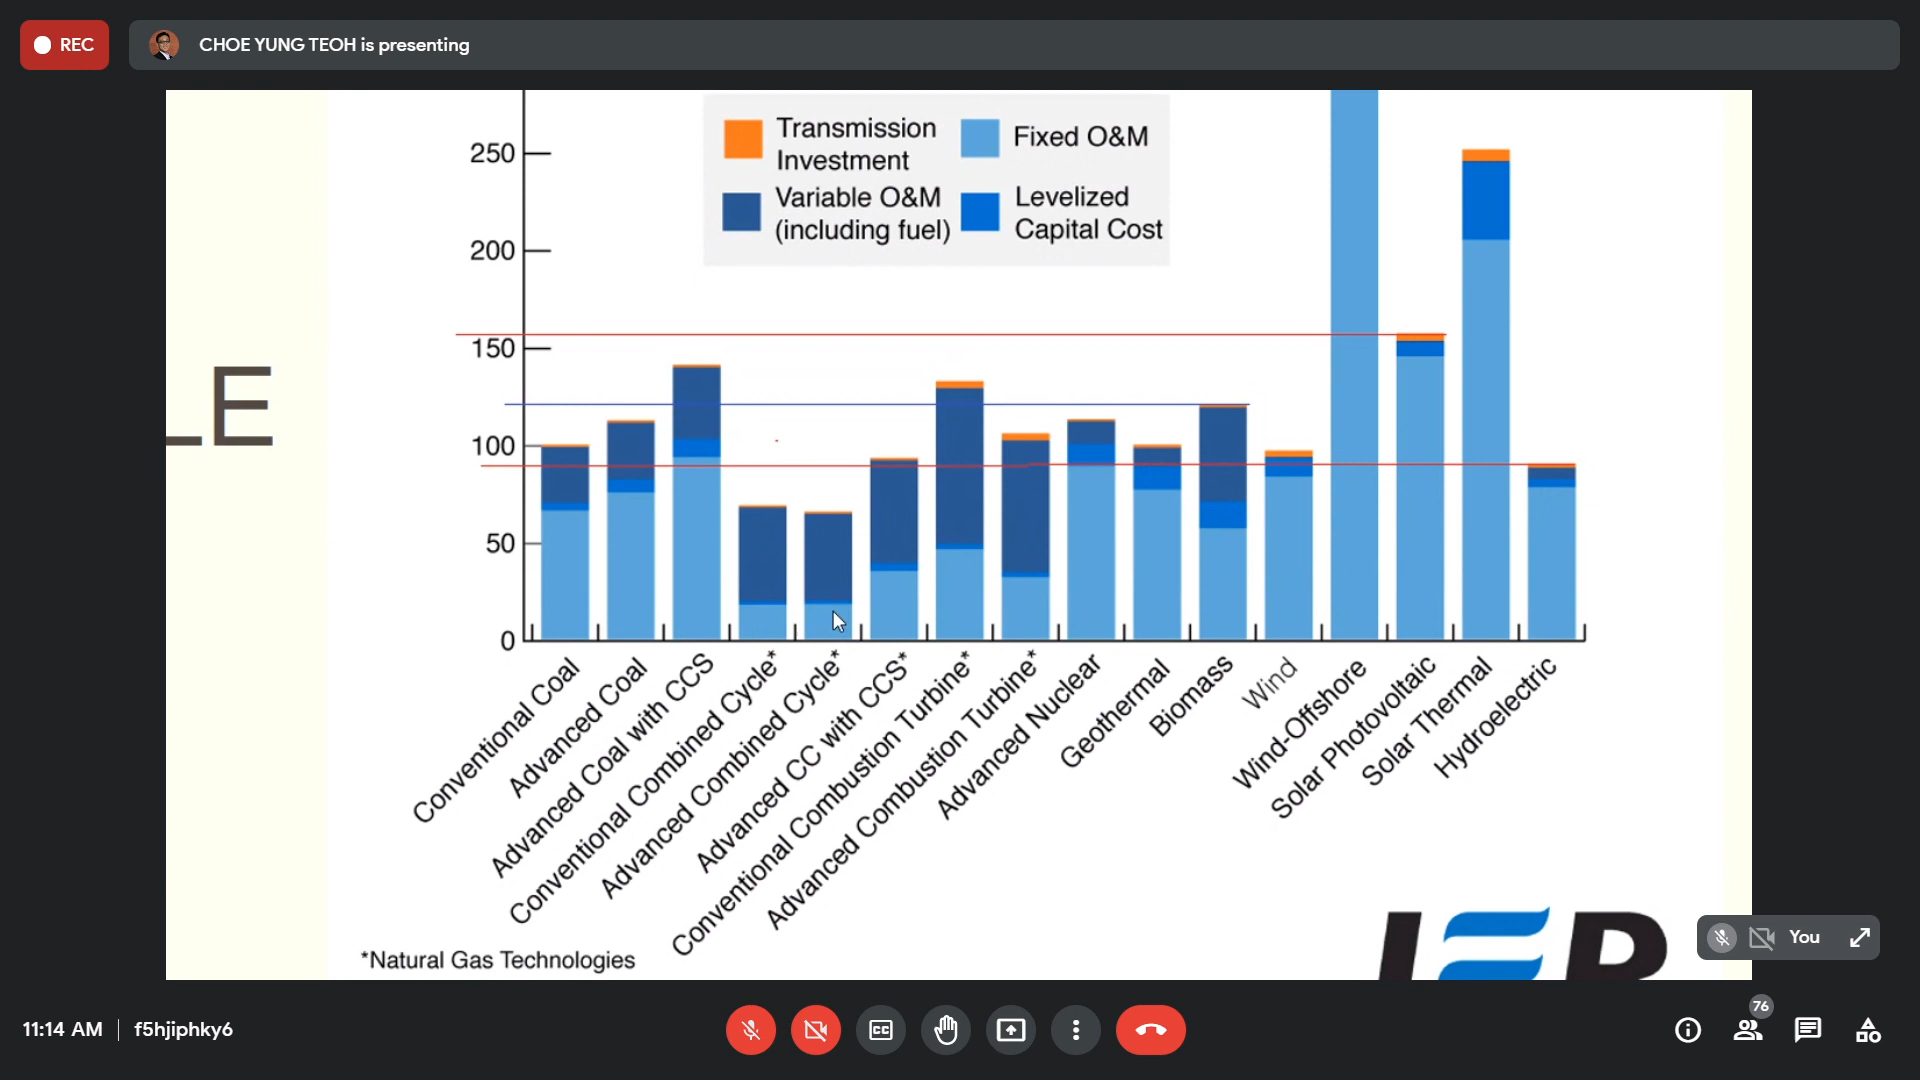 REC
CHOE YUNG TEOH is presenting
LE
Transmission
Investment
Fixed O&M
Variable O&M
(including fuel)
Levelized
Capital Cost
250
200
150
100
50
0
Conventional Coal
Advanced Coal
Advanced Coal with CCS
Conventional Combined Cycle*
Advanced Combined Cycle*
Advanced CC with CCS*
Conventional Combustion Turbine*
Advanced Combustion Turbine*
Advanced Nuclear
Geothermal
Biomass
Wind
Wind-Offshore
Solar Photovoltaic
Solar Thermal
Hydroelectric
*Natural Gas Technologies
You
11:14 AM
f5hjiphky6
CC
76